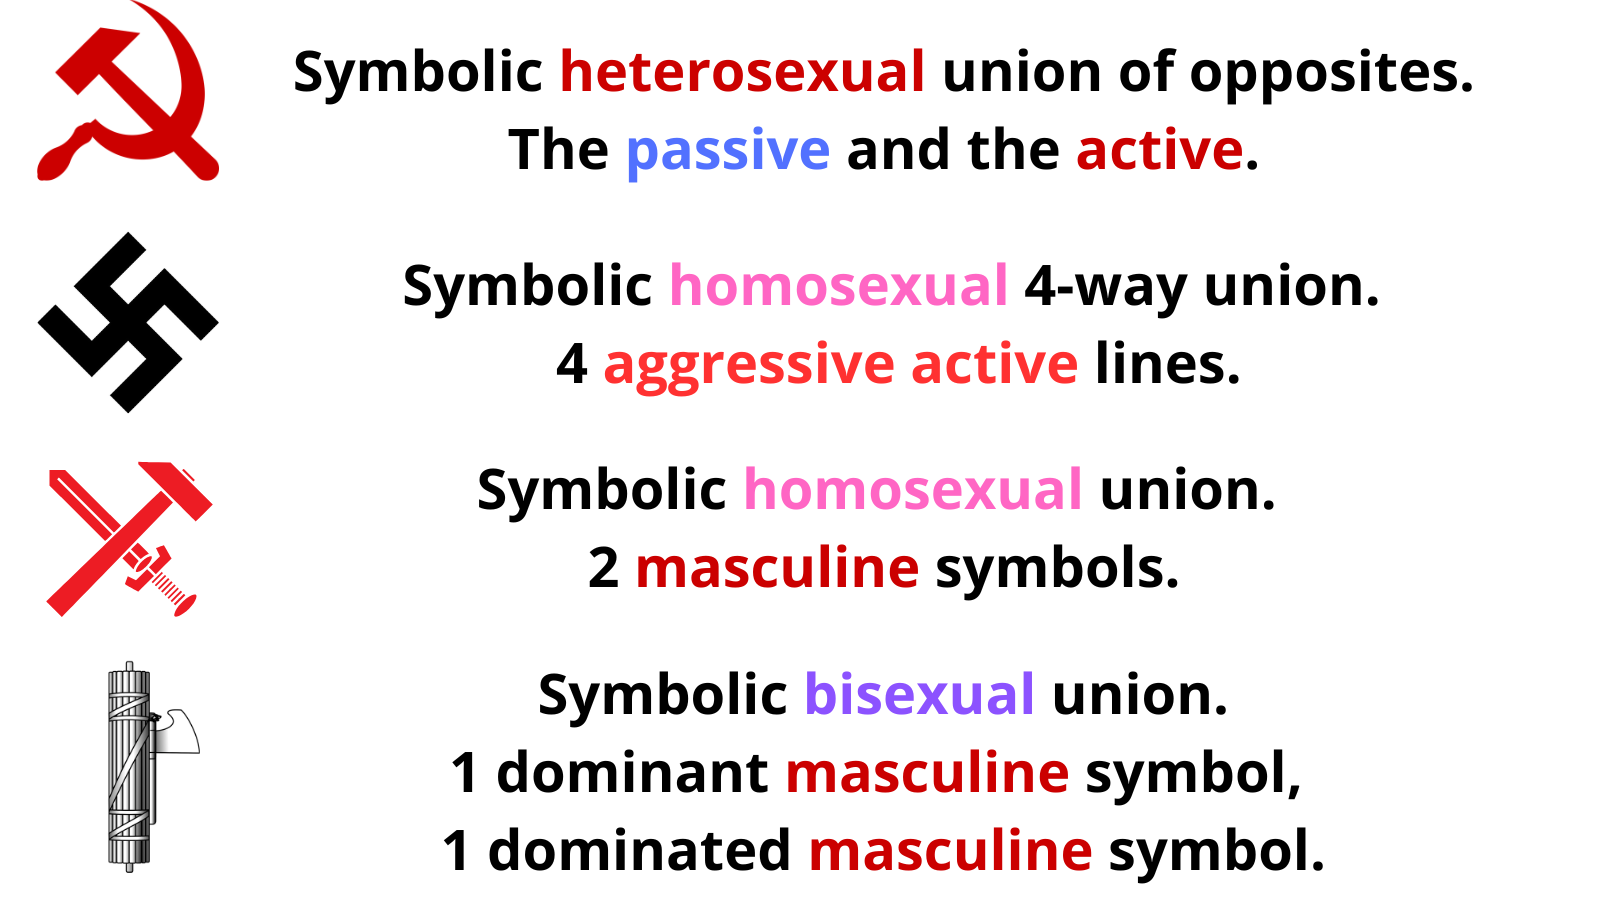 Symbolic heterosexual union of opposites.
The passive and the active.
Symbolic homosexual 4-way union.
4 aggressive active lines.
Symbolic homosexual union.
2 masculine symbols.
Symbolic bisexual union.
1 dominant masculine symbol,
1 dominated masculine symbol.